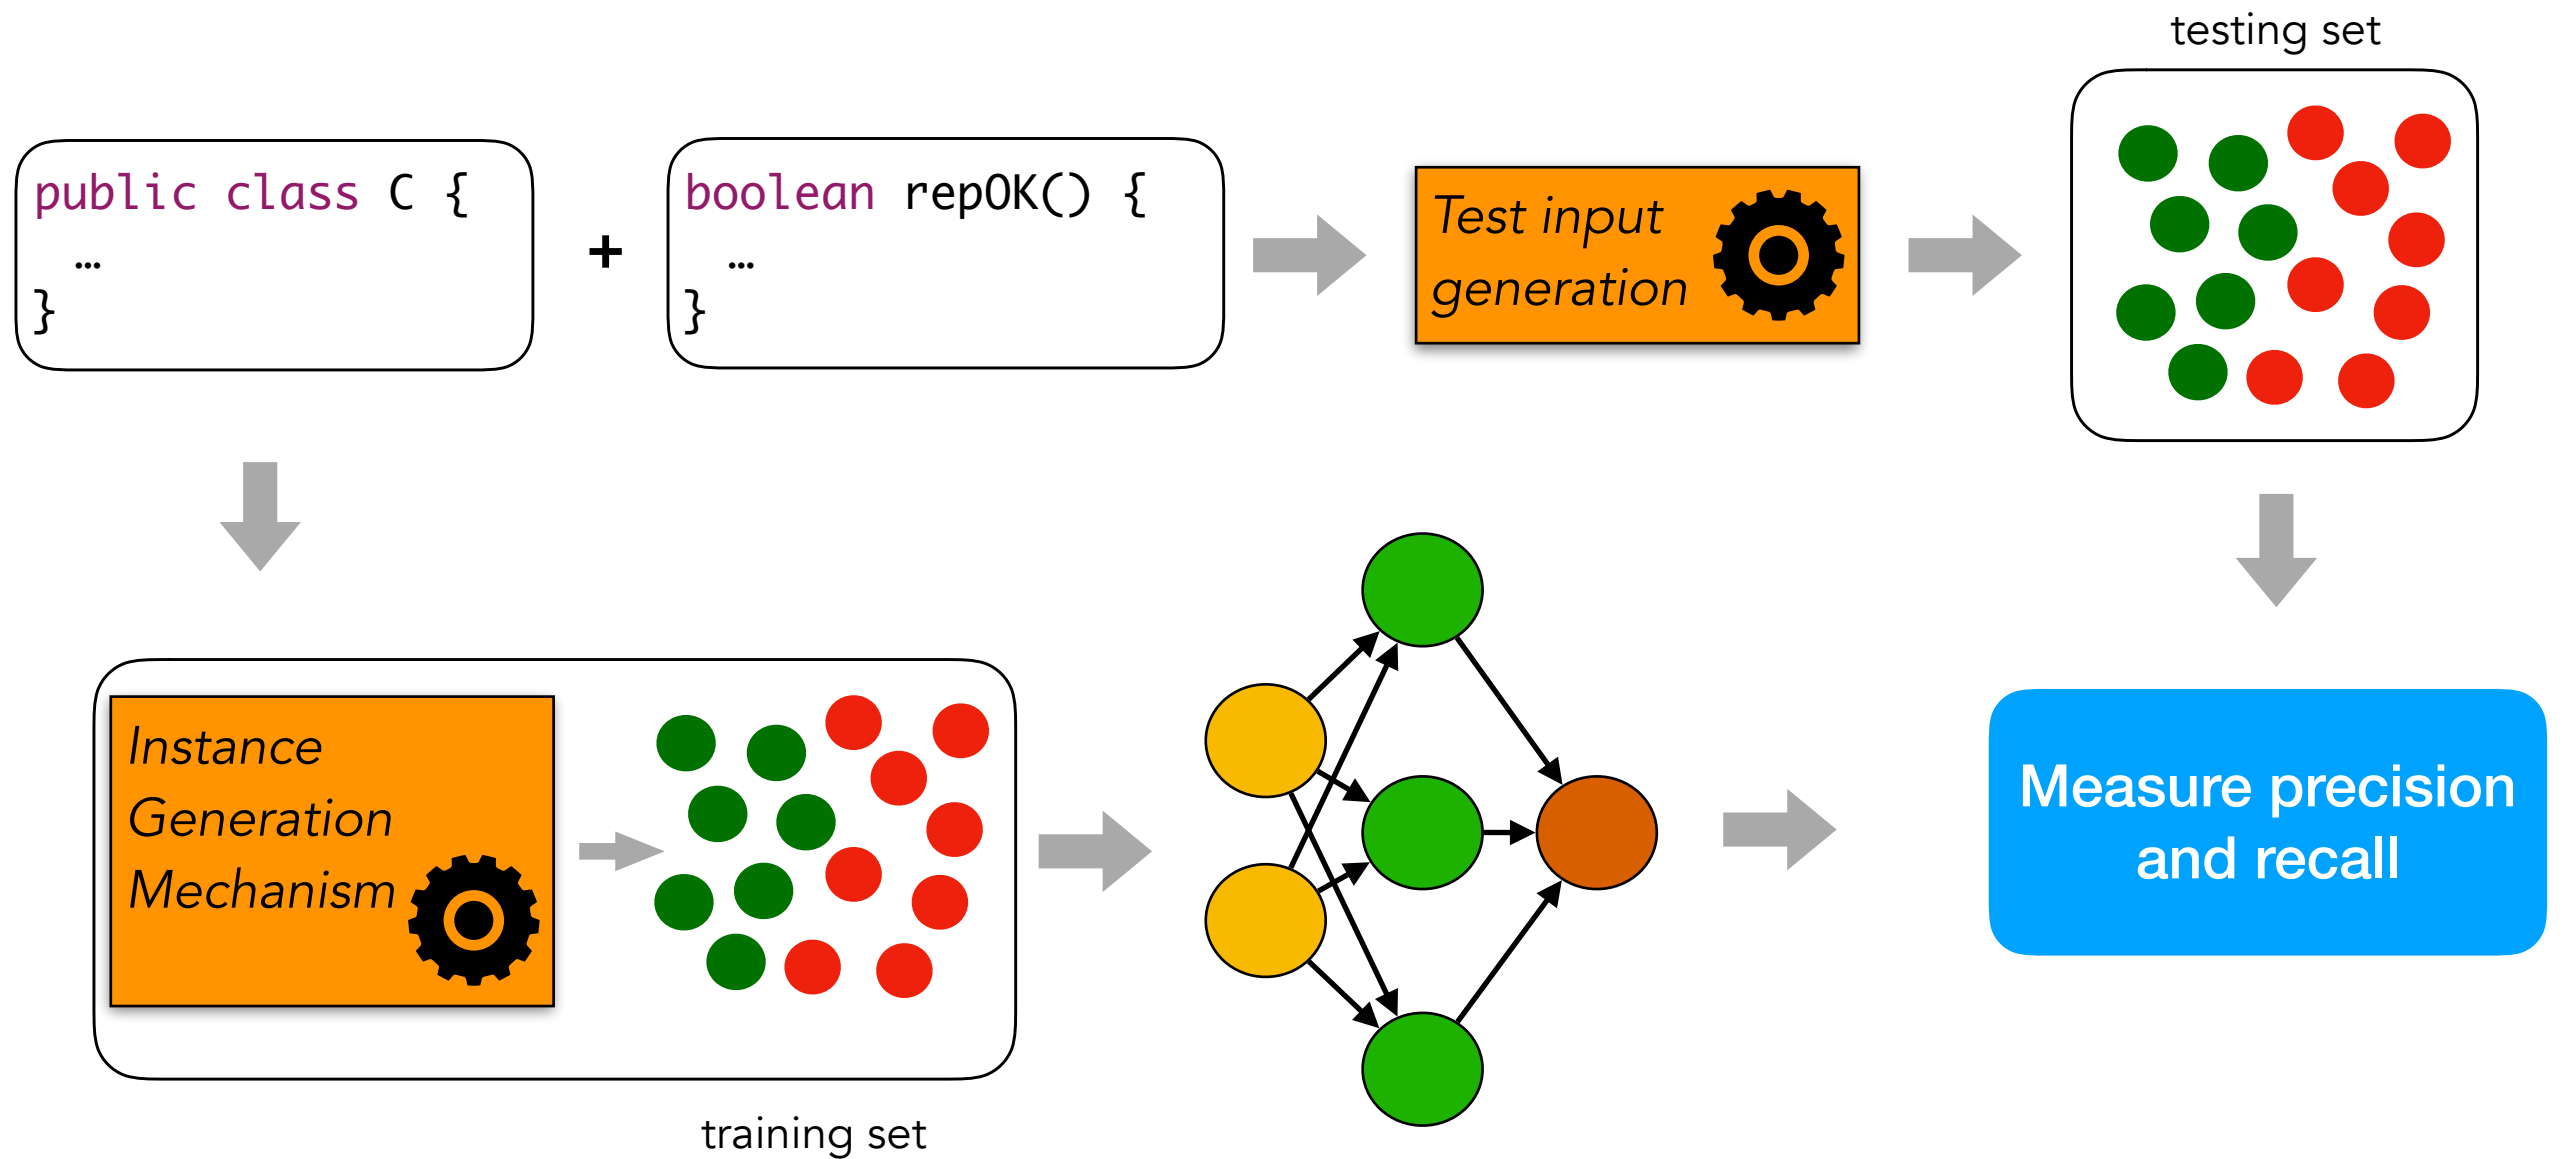 testing set
public class C {
…
}
+
boolean repOK() {
…
}
Test input
generation
Instance
Generation
Mechanism
training set
Measure precision
and recall